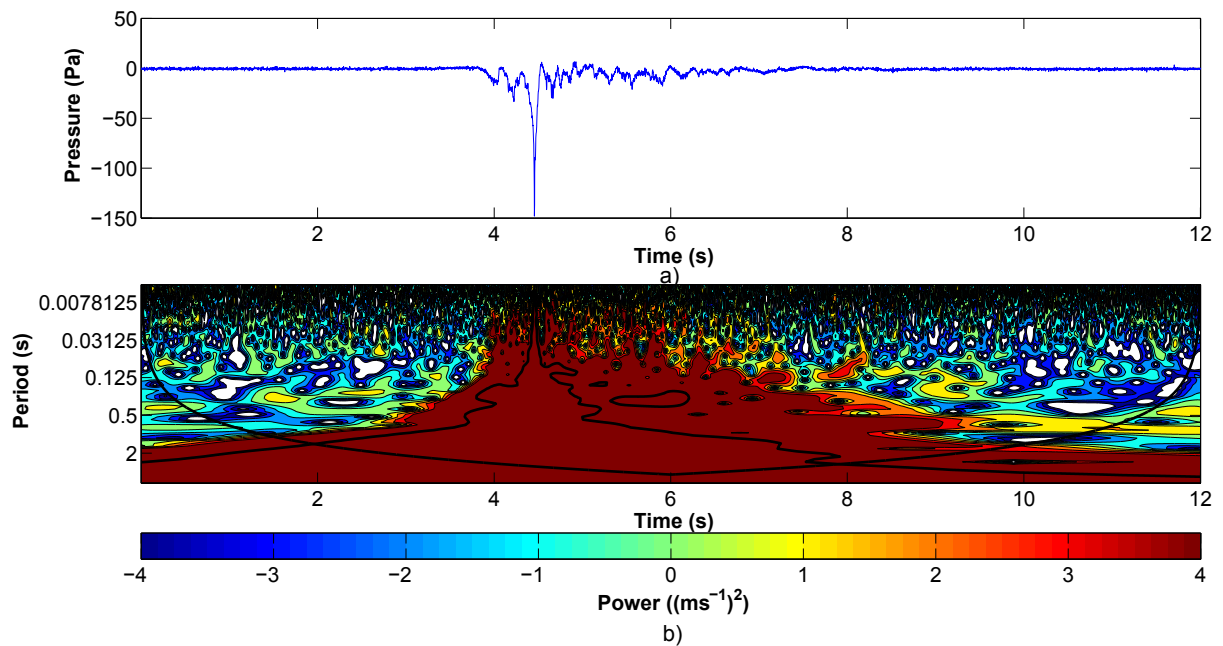 50
0
−50
−100
−150
Pressure (Pa)
2 4 6 8 10 12
Time (s)
a)
0.0078125
0.03125
0.125
0.5
2
Period (s)
2 4 6 8 10 12
Time (s)
−4 −3 −2 −1 0 1 2 3 4
Power ((ms⁻¹)²)
b)